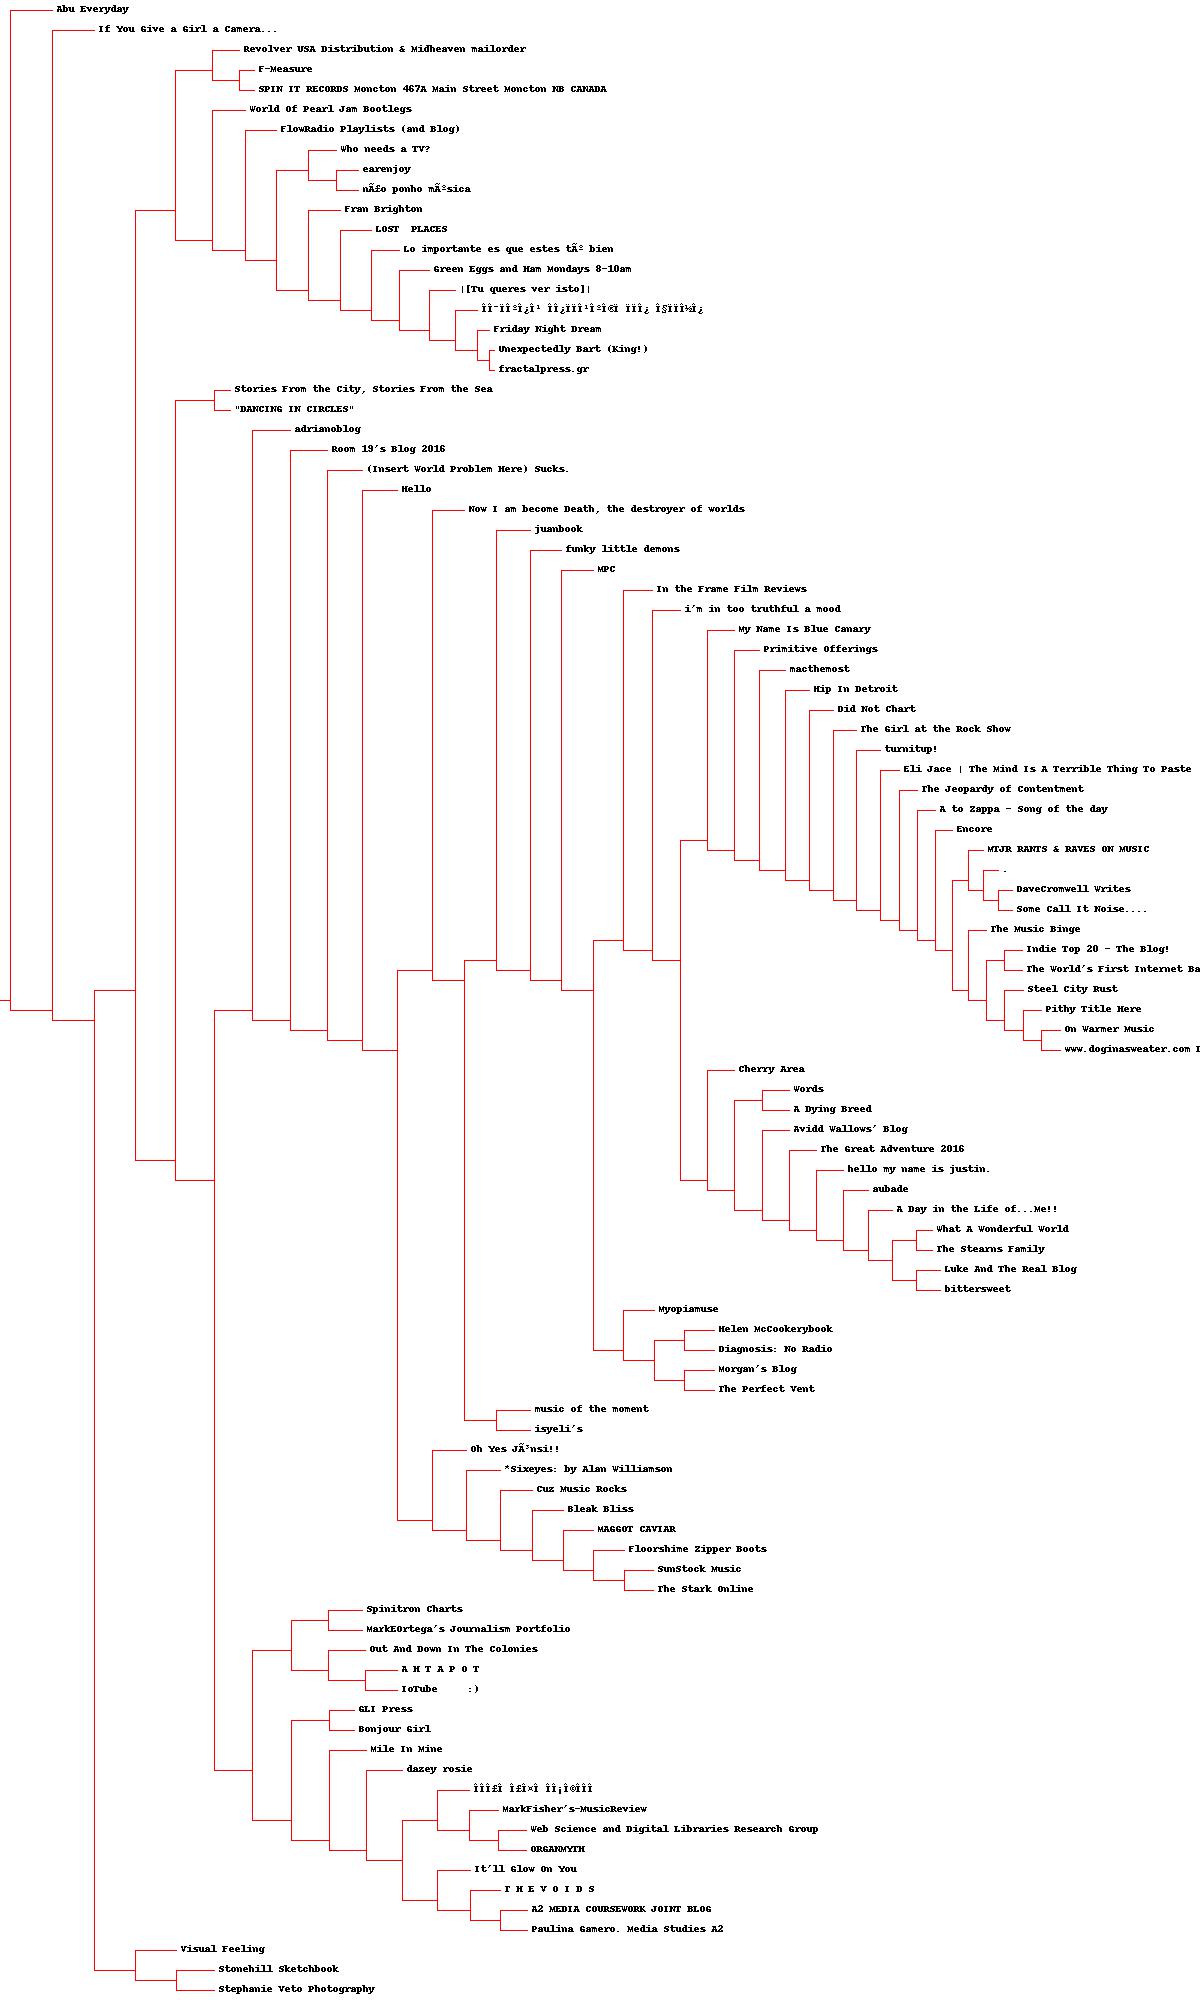 Abu Everyday
If You Give a Girl a Camera...
Revolver USA Distribution & Midheaven mailorder
F-Measure
SPIN IT RECORDS Moncton 467A Main Street Moncton NB CANADA
World Of Pearl Jam Bootlegs
FlowRadio Playlists (and Blog)
Who needs a TV?
earenjoy
nÃ£o ponho mÃºsica
Fran Brighton
LOST  PLACES
Lo importante es que estes tÃº bien
Green Eggs and Ham Mondays 8-10am
|[Tu queres ver isto]|
Friday Night Dream
Unexpectedly Bart (King!)
fractalpress.gr
Stories From the City, Stories From the Sea
"DANCING IN CIRCLES"
adrianoblog
Room 19's Blog 2016
(Insert World Problem Here) Sucks.
Hello
Now I am become Death, the destroyer of worlds
juanbook
funky little demons
MPC
In the Frame Film Reviews
i'm in too truthful a mood
My Name Is Blue Canary
Primitive Offerings
macthemost
Hip In Detroit
Did Not Chart
The Girl at the Rock Show
turnitup!
Eli Jace | The Mind Is A Terrible Thing To Paste
The Jeopardy of Contentment
A to Zappa - Song of the day
Encore
MTJR RANTS & RAVES ON MUSIC
.
DaveCromwell Writes
Some Call It Noise....
The Music Binge
Indie Top 20 - The Blog!
The World's First Internet Ba
Steel City Rust
Pithy Title Here
On Warmer Music
www.doginasweater.com
Cherry Area
Words
A Dying Breed
Avidd Wallows' Blog
The Great Adventure 2016
hello my name is justin.
aubade
A Day in the Life of...Me!!
What A Wonderful World
The Stearns Family
Luke And The Real Blog
bittersweet
Myopiamuse
Helen McCookerybook
Diagnosis: No Radio
Morgan's Blog
The Perfect Vent
music of the moment
isyeli's
Oh Yes JÃ³nsi!!
*Sixeyes: by Alan Williamson
Cuz Music Rocks
Bleak Bliss
MAGGOT CAVIAR
Floorshime Zipper Boots
SunStock Music
The Stark Online
Spinitron Charts
MarkEOrtega's Journalism Portfolio
Out And Down In The Colonies
A H T A P O T
IoTube     :)
GLI Press
Bonjour Girl
Mile In Mine
dazey rosie
MarkFisher's-MusicReview
Web Science and Digital Libraries Research Group
ORGANMYTH
It'll Glow On You
T H E V O I D S
A2 MEDIA COURSEWORK JOINT BLOG
Paulina Gamero. Media Studies A2
Visual Feeling
Stonehill Sketchbook
Stephanie Veto Photography